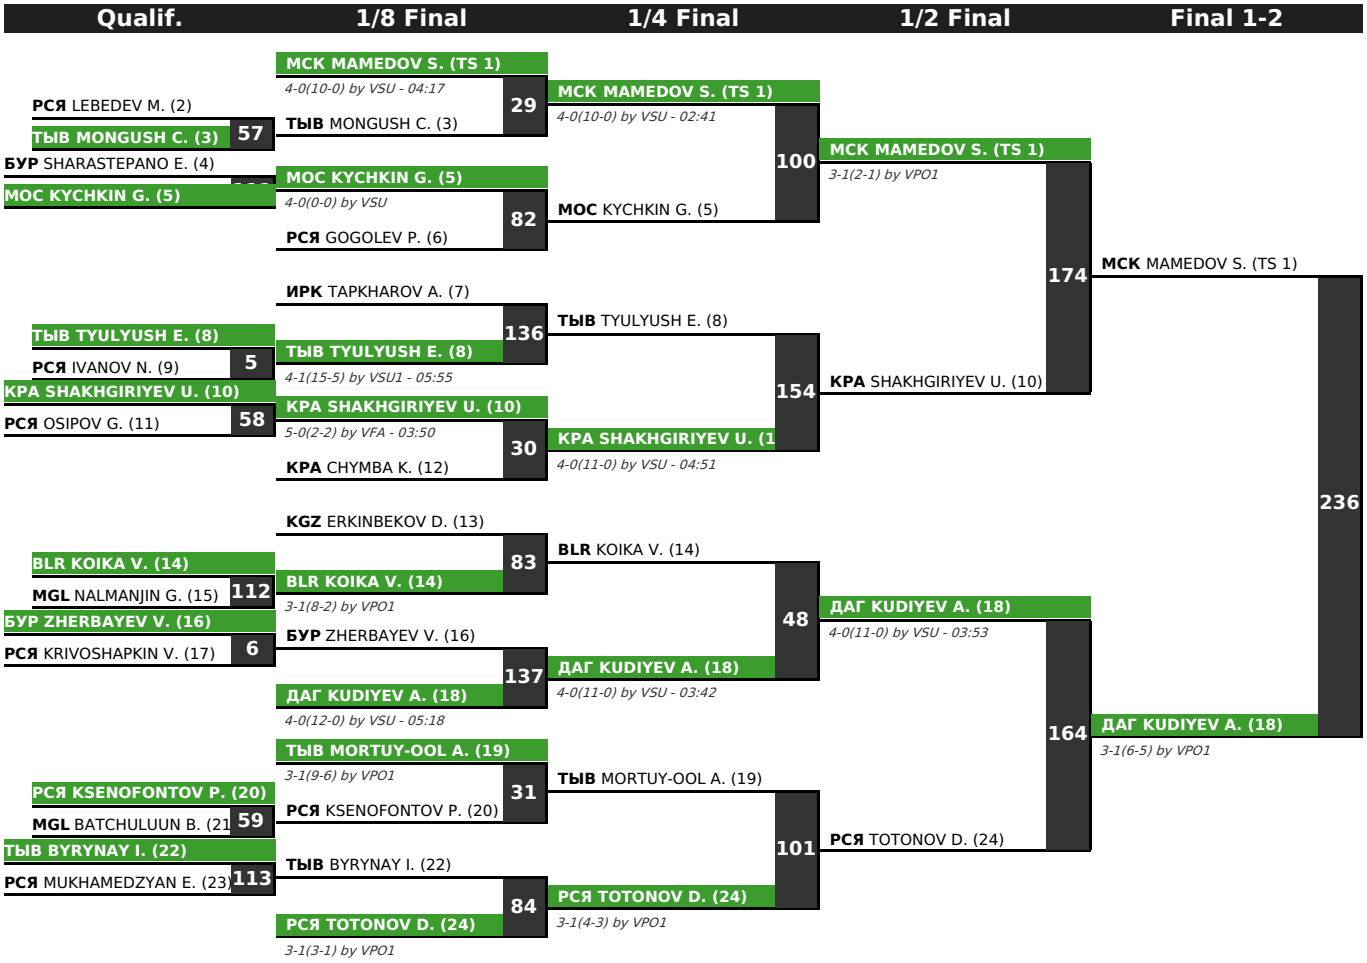 Qualif.
1/8 Final
1/4 Final
1/2 Final
Final 1-2
РСЯ LEBEDEV M. (2)
ТЫВ MONGUSH C. (3)
57
БУР SHARASTEPANO E. (4)
МОС KYCHKIN G. (5)
ТЫВ TYULYUSH E. (8)
РСЯ IVANOV N. (9)
5
КРА SHAKHGIRIYEV U. (10)
РСЯ OSIPOV G. (11)
58
BLR KOIKA V. (14)
MGL NALMANJIN G. (15)
112
БУР ZHERBAYEV V. (16)
РСЯ KRIVOSHAPKIN V. (17)
6
РСЯ KSENOFONTOV P. (20)
MGL BATCHULUUN B. (21
59
ТЫВ BYRYNAY I. (22)
РСЯ MUKHAMEDZYAN E. (23)
113
МСК MAMEDOV S. (TS 1)
4-0(10-0) by VSU - 04:17
ТЫВ MONGUSH C. (3)
29
МОС KYCHKIN G. (5)
4-0(0-0) by VSU
РСЯ GOGOLEV P. (6)
82
ИРК TAPKHAROV A. (7)
136
ТЫВ TYULYUSH E. (8)
4-1(15-5) by VSU1 - 05:55
КРА SHAKHGIRIYEV U. (10)
5-0(2-2) by VFA - 03:50
КРА CHYMBA K. (12)
30
KGZ ERKINBEKOV D. (13)
83
BLR KOIKA V. (14)
3-1(8-2) by VPO1
БУР ZHERBAYEV V. (16)
137
ДАГ KUDIYEV A. (18)
4-0(12-0) by VSU - 05:18
ТЫВ MORTUY-OOL A. (19)
3-1(9-6) by VPO1
РСЯ KSENOFONTOV P. (20)
31
ТЫВ BYRYNAY I. (22)
84
РСЯ TOTONOV D. (24)
3-1(3-1) by VPO1
МСК MAMEDOV S. (TS 1)
4-0(10-0) by VSU - 02:41
100
МОС KYCHKIN G. (5)
ТЫВ TYULYUSH E. (8)
154
КРА SHAKHGIRIYEV U. (1
4-0(11-0) by VSU - 04:51
BLR KOIKA V. (14)
48
ДАГ KUDIYEV A. (18)
4-0(11-0) by VSU - 03:42
ТЫВ MORTUY-OOL A. (19)
101
РСЯ TOTONOV D. (24)
3-1(4-3) by VPO1
МСК MAMEDOV S. (TS 1)
3-1(2-1) by VPO1
174
КРА SHAKHGIRIYEV U. (10)
ДАГ KUDIYEV A. (18)
4-0(11-0) by VSU - 03:53
164
РСЯ TOTONOV D. (24)
МСК MAMEDOV S. (TS 1)
236
ДАГ KUDIYEV A. (18)
3-1(6-5) by VPO1